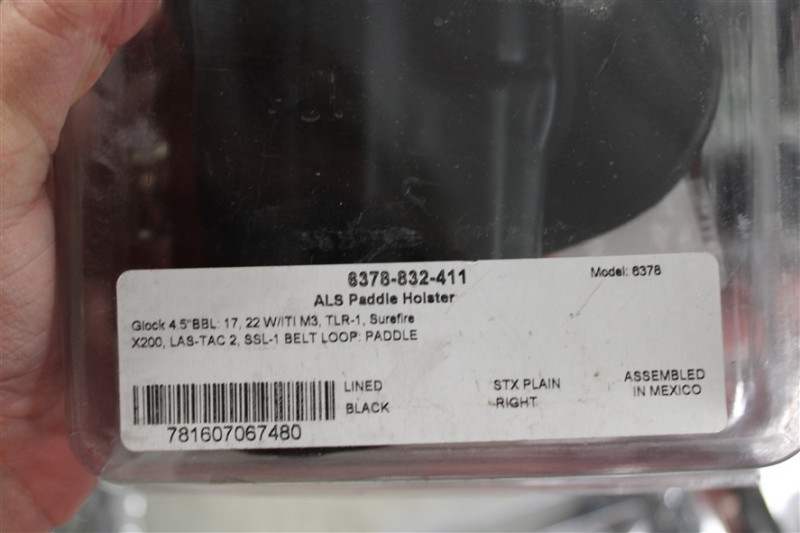 6378-832-411
Model: 6378
ALS Paddle Holster
Glock 4.5"BBL: 17, 22 W/ITI M3, TLR-1, Surefire
X200, LAS-TAC 2, SSL-1 BELT LOOP: PADDLE
LINED STX PLAIN ASSEMBLED
BLACK RIGHT IN MEXICO
781607067480